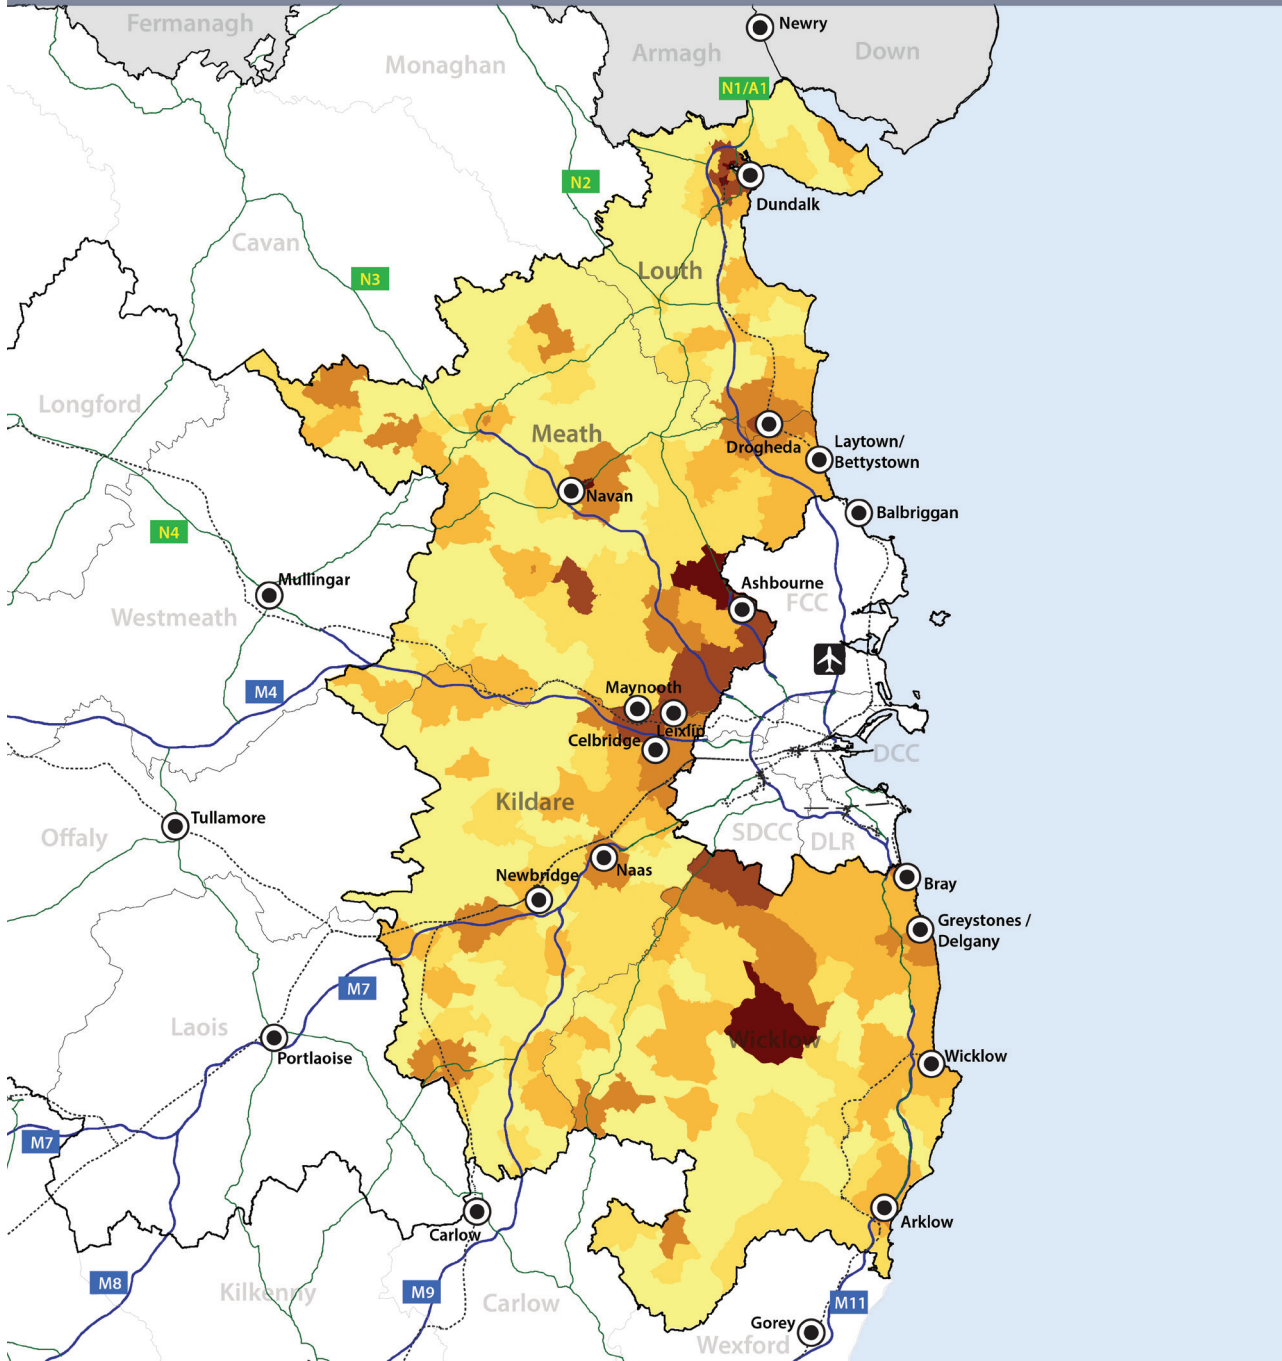 Fermanagh
Newry
Armagh
Down
Monaghan
N1/A1
N2
Dundalk
Cavan
Louth
N3
Longford
Meath
Drogheda
Laytown/
Bettystown
Navan
Balbriggan
N4
Mullingar
Ashbourne
FCC
Westmeath
M4
Maynooth
Leixlip
Celbridge
DCC
Kildare
Tullamore
Offaly
SDCC
DLR
Naas
Newbridge
Bray
Greystones /
Delgany
M7
Laois
Wicklow
Portlaoise
Wicklow
M7
Carlow
Arklow
M8
Kilkenny
M9
Carlow
M11
Gorey
Wexford